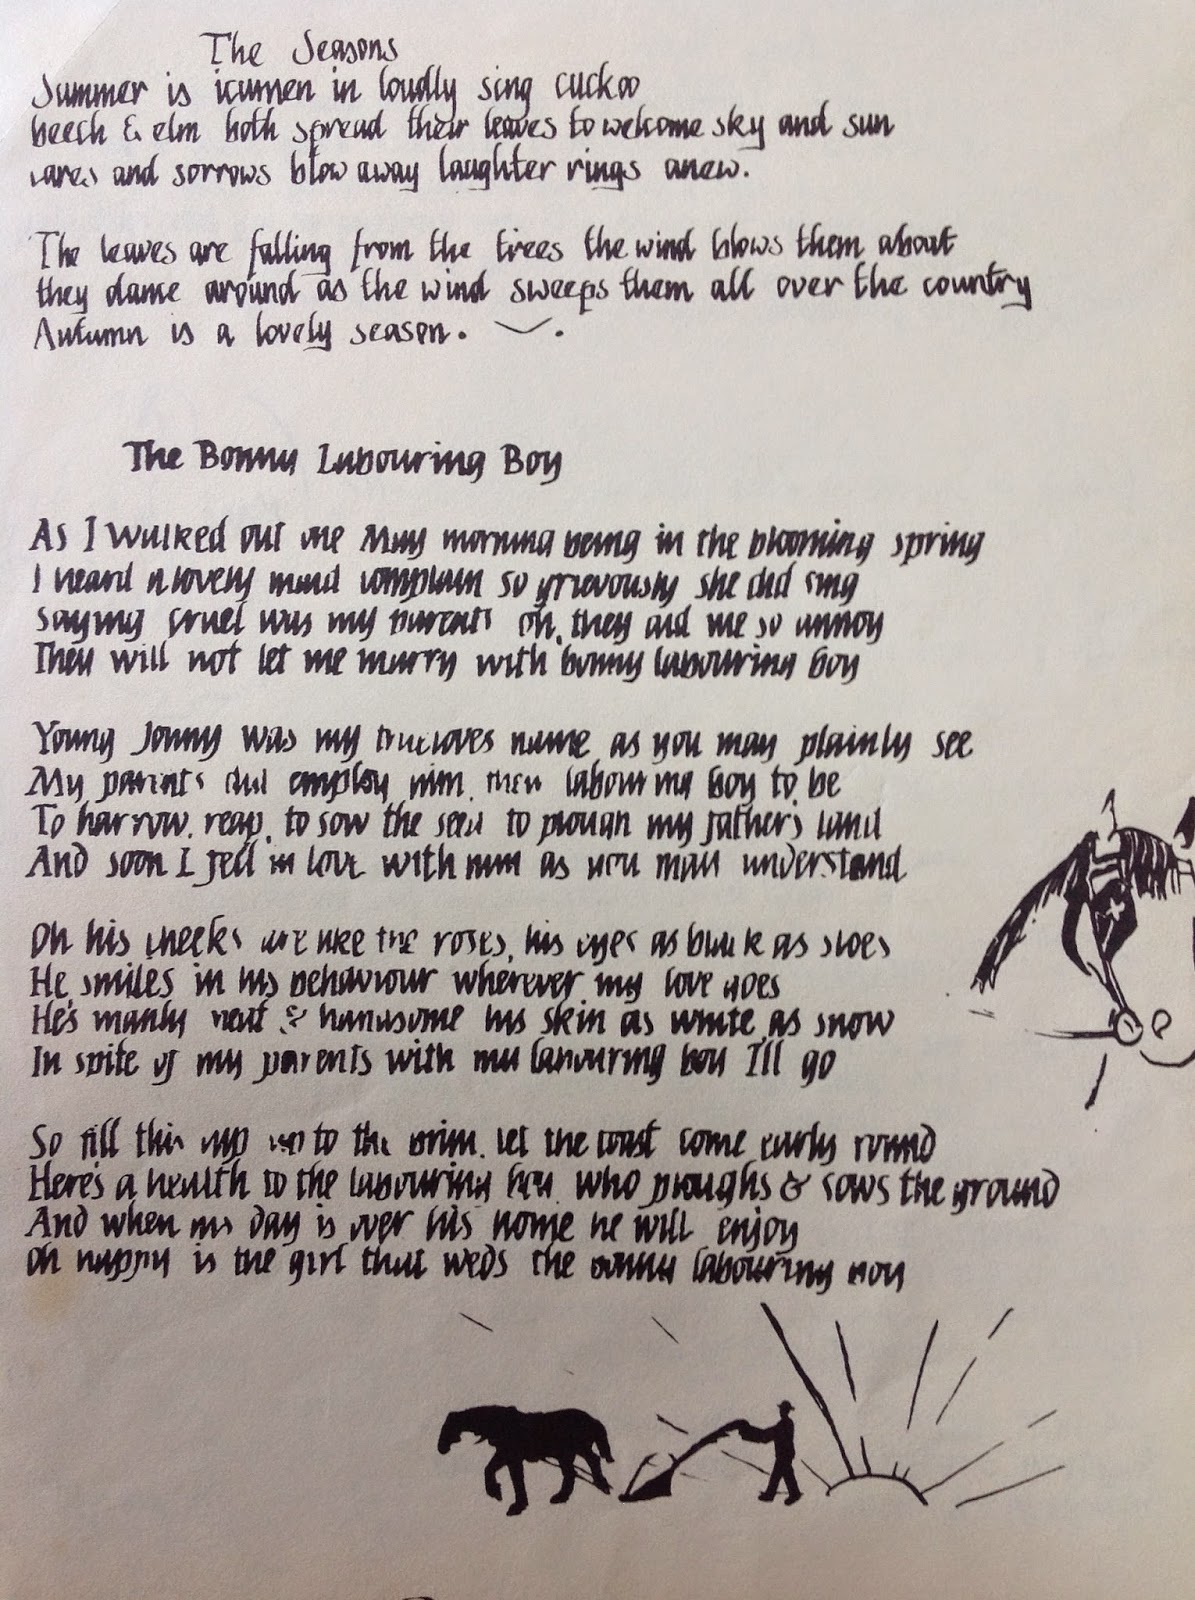 The Seasons
Summer is icumen in loudly sing cuckoo
beech & elm both spread their leaves to welcome sky and sun
cares and sorrows blow away laughter rings anew.
The leaves are falling from the trees the wind blows them about
they dance around as the wind sweeps them all over the country
Autumn is a lovely season.
The Bonny Labouring Boy
As I walked out one May morning being in the blooming spring
I heard a lovely maid complain so grievously she did sing
saying cruel was my parents oh, they did me so annoy
They will not let me marry with bonny labouring boy
Young Jonny was my trueloves name as you may plainly see
My parents did employ him, their labouring boy to be
To harrow, reap, to sow the seed to plough my fathers land
And soon I fell in love with him as you may understand
Oh his cheeks are like the roses, his eyes as black as sloes
He smiles in his behaviour wherever my love goes
He's manly neat & handsome his skin as white as snow
In spite of my parents with my labouring boy I'll go
So fill this cup up to the brim. let the toast come early round
Here's a health to the labouring boy who ploughs & sows the ground
And when his day is over his home he will enjoy
Oh happy is the girl that weds the bonny labouring boy